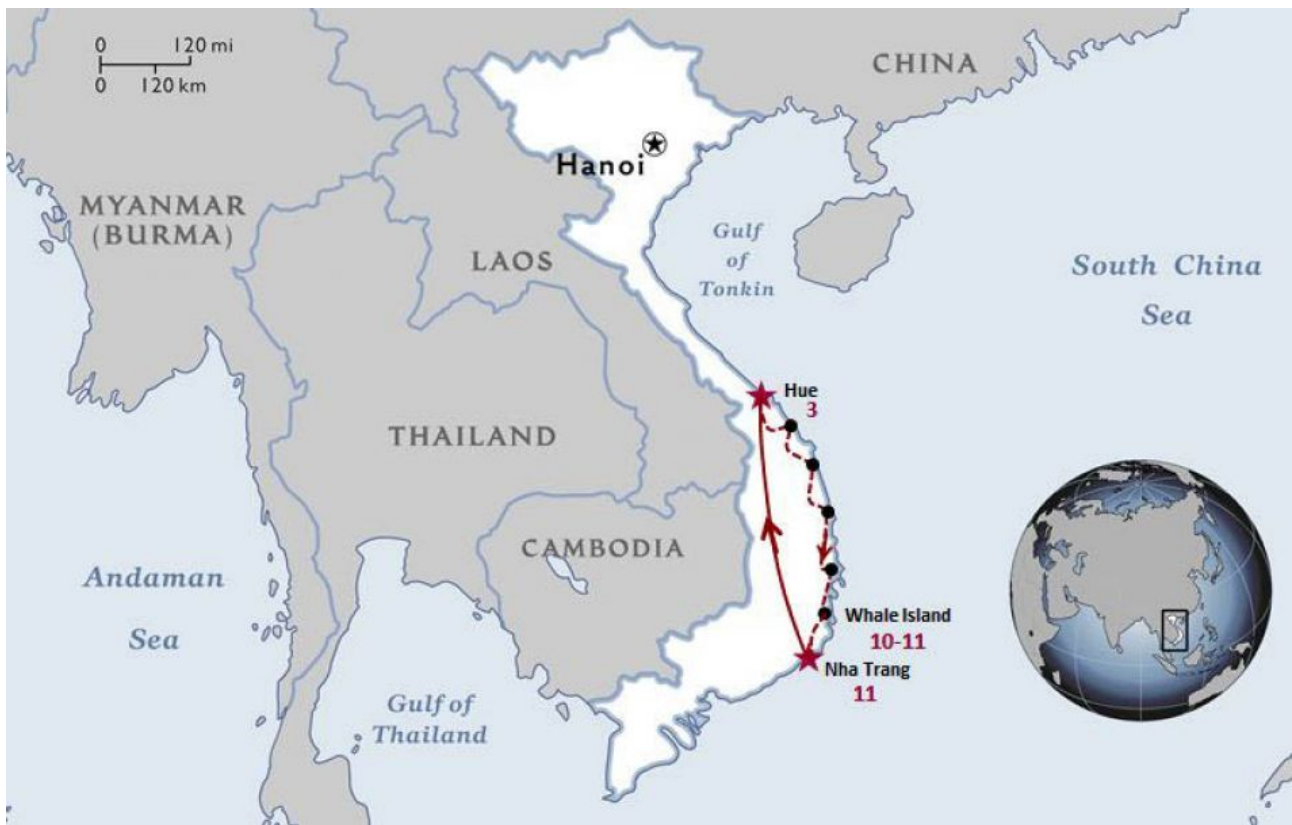 0 120 mi
0 120 km
CHINA
Hanoi
MYANMAR
(BURMA)
LAOS
Gulf
of
Tonkin
South China
Sea
Hue
3
THAILAND
CAMBODIA
Andaman
Sea
Whale Island
10-11
Nha Trang
11
Gulf of
Thailand